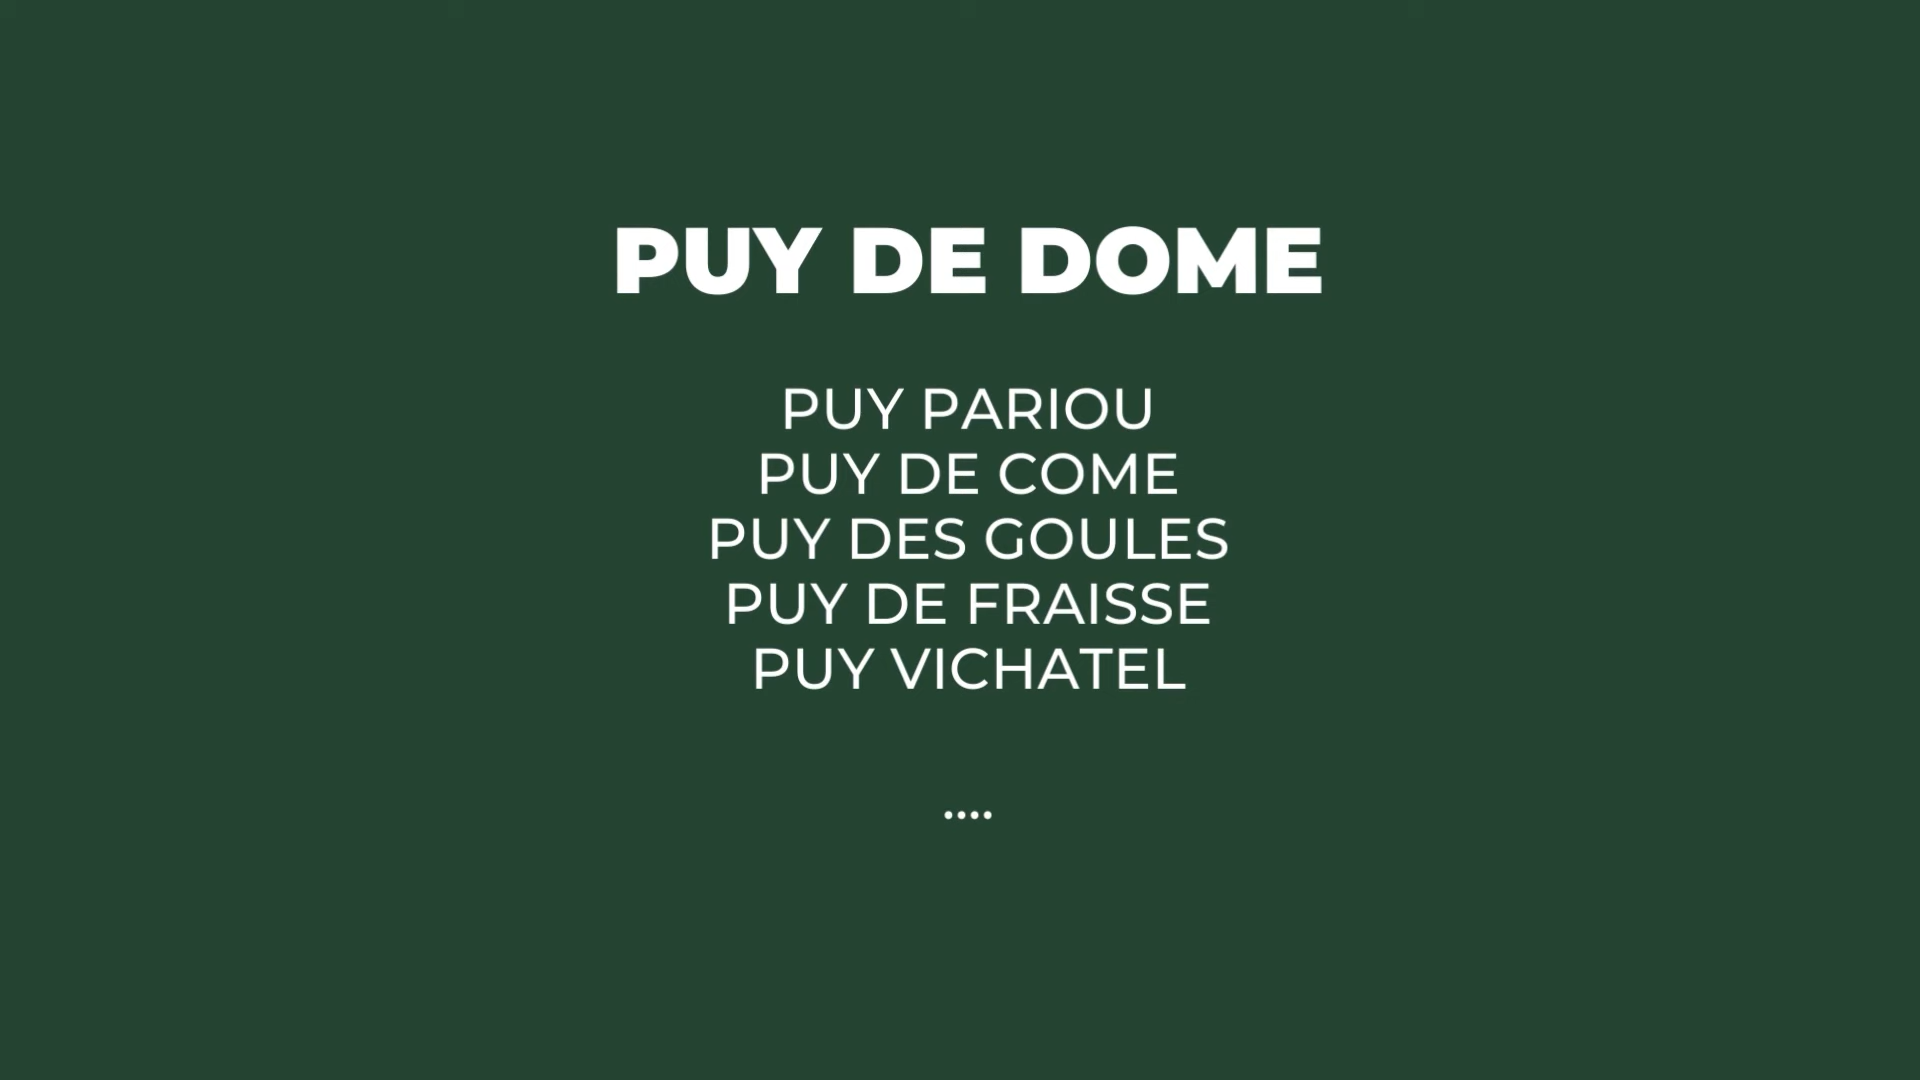 PUY DE DOME
PUY PARIOU
PUY DE COME
PUY DES GOULES
PUY DE FRAISSE
PUY VICHATEL
....